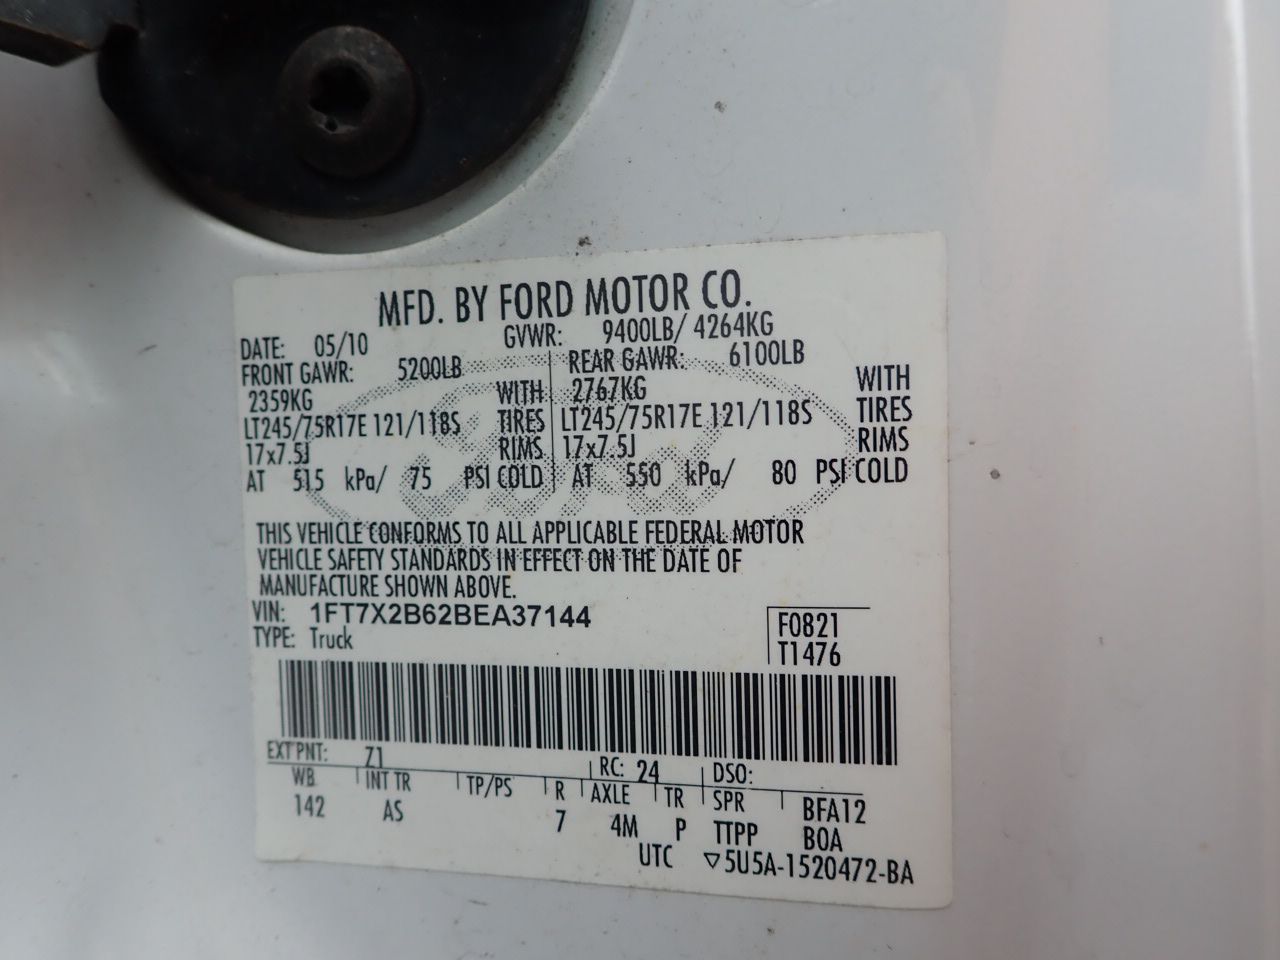 MFD. BY FORD MOTOR CO.
DATE: 05/10 GVWR: 9400LB/ 4264KG
FRONT GAWR: 5200LB REAR GAWR: 6100LB
2359KG WITH 2767KG WITH
LT245/75R17E 121/118S TIRES LT245/75R17E 121/118S TIRES
17x7.5J RIMS 17x7.5J RIMS
AT 515 kPa/ 75 PSI COLD AT 550 kPa/ 80 PSI COLD
THIS VEHICLE CONFORMS TO ALL APPLICABLE FEDERAL MOTOR
VEHICLE SAFETY STANDARDS IN EFFECT ON THE DATE OF
MANUFACTURE SHOWN ABOVE.
VIN: 1FT7X2B62BEA37144 F0821
TYPE: Truck T1476
EXT PNT: Z1 RC: 24 DSO:
WB INT TR TP/PS R AXLE TR SPR BFA12
142 AS 7 4M P TTPP BOA
UTC ▽5U5A-1520472-BA